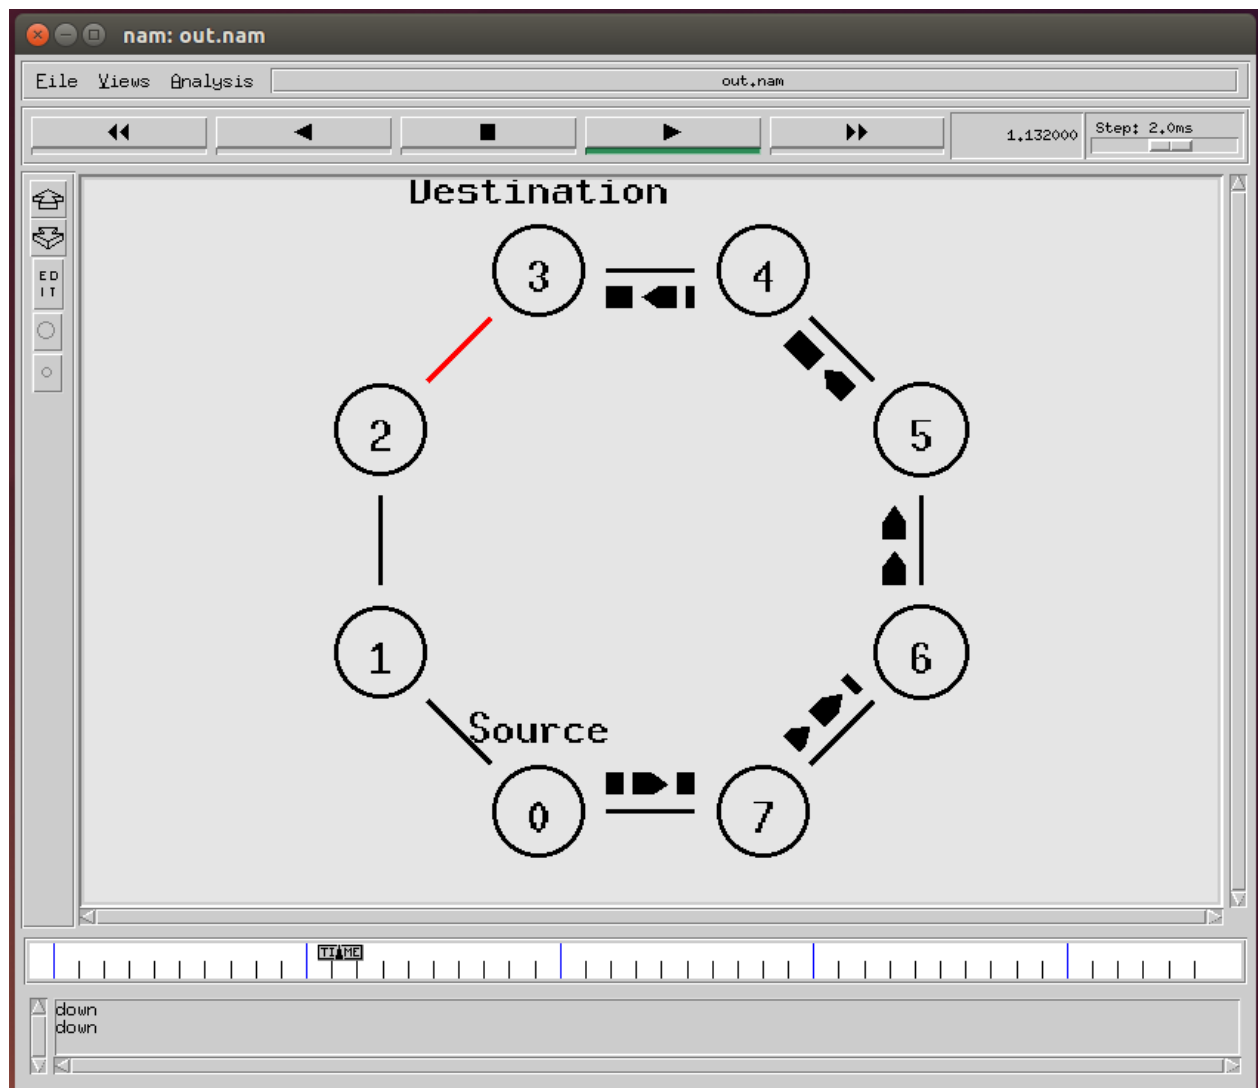 nam: out.nam
File Views Analysis out.nam
1.132000 Step: 2.0ms
Destination
ED
IT
3
4
2
5
1
6
Source
0
7
TIME
down
down